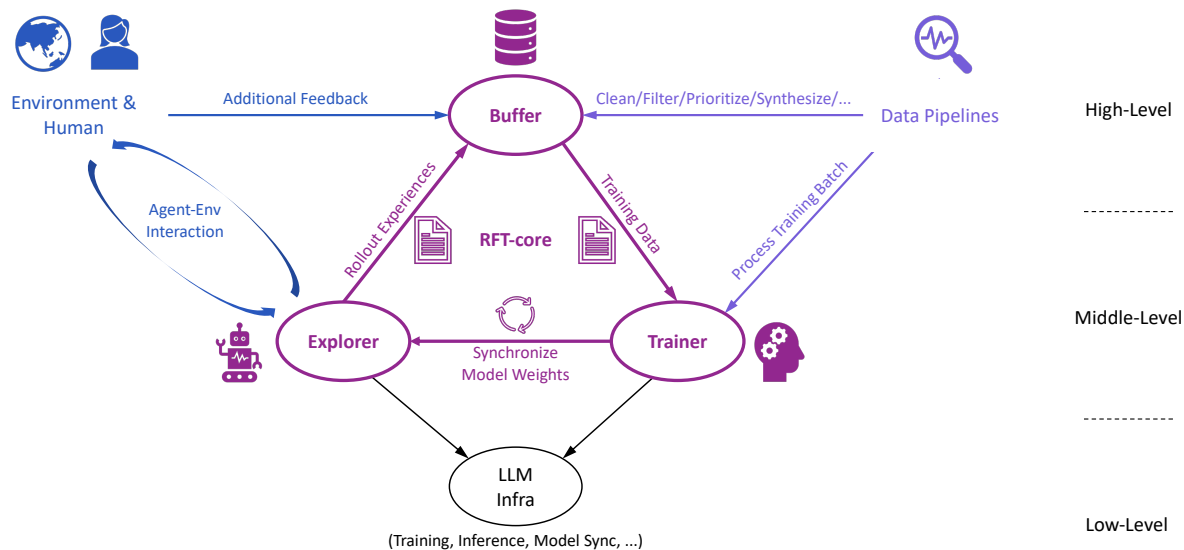 Environment &
Human
Additional Feedback
Buffer
Clean/Filter/Prioritize/Synthesize/...
Data Pipelines
High-Level
Agent-Env
Interaction
Rollout Experiences
RFT-core
Training Data
Process Training Batch
Explorer
Synchronize
Model Weights
Trainer
Middle-Level
LLM
Infra
(Training, Inference, Model Sync, ...)
Low-Level